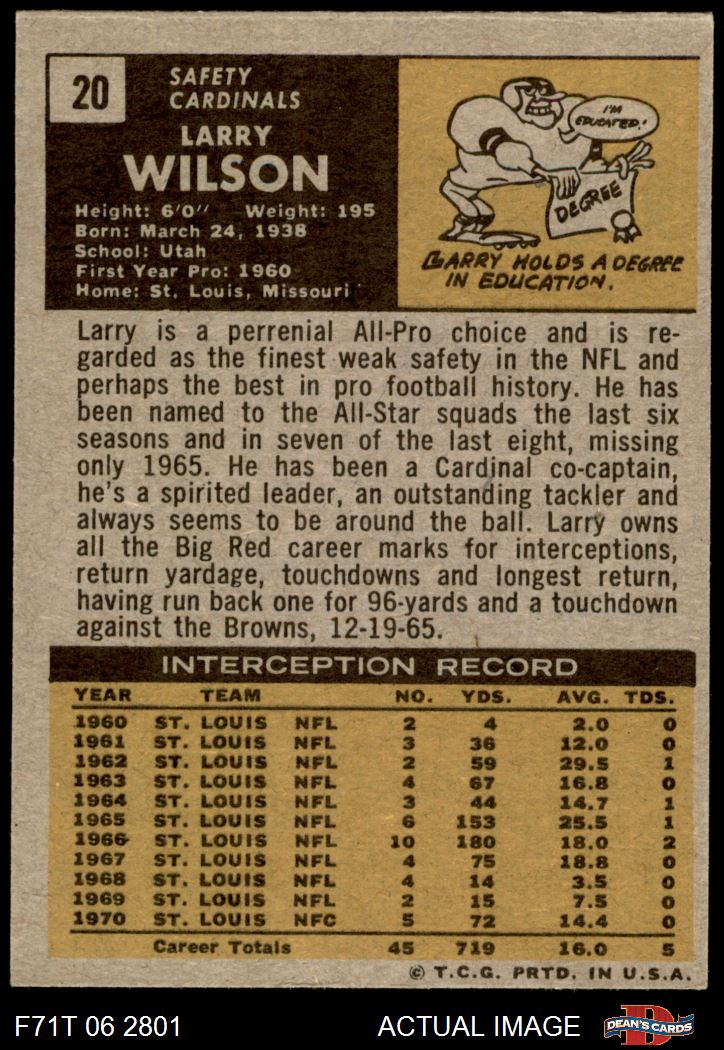 20
SAFETY
CARDINALS
LARRY
WILSON
Height: 6'0" Weight: 195
Born: March 24, 1938
School: Utah
First Year Pro: 1960
Home: St. Louis, Missouri
I'M
EDUCATED!
DEGREE
LARRY HOLDS A DEGREE
IN EDUCATION.
Larry is a perrenial All-Pro choice and is re-
garded as the finest weak safety in the NFL and
perhaps the best in pro football history. He has
been named to the All-Star squads the last six
seasons and in seven of the last eight, missing
only 1965. He has been a Cardinal co-captain,
he's a spirited leader, an outstanding tackler and
always seems to be around the ball. Larry owns
all the Big Red career marks for interceptions,
return yardage, touchdowns and longest return,
having run back one for 96-yards and a touchdown
against the Browns, 12-19-65.
INTERCEPTION RECORD
YEAR TEAM NO. YDS. AVG. TDS.
1960 ST. LOUIS NFL 2 4 2.0 0
1961 ST. LOUIS NFL 3 36 12.0 0
1962 ST. LOUIS NFL 2 59 29.5 1
1963 ST. LOUIS NFL 4 67 16.8 0
1964 ST. LOUIS NFL 3 44 14.7 1
1965 ST. LOUIS NFL 6 153 25.5 1
1966 ST. LOUIS NFL 10 180 18.0 2
1967 ST. LOUIS NFL 4 75 18.8 0
1968 ST. LOUIS NFL 4 14 3.5 0
1969 ST. LOUIS NFL 2 15 7.5 0
1970 ST. LOUIS NFC 5 72 14.4 0
Career Totals 45 719 16.0 5
© T.C.G. PRTD. IN U.S.A.
F71T 06 2801 ACTUAL IMAGE D DEAN'S CARDS